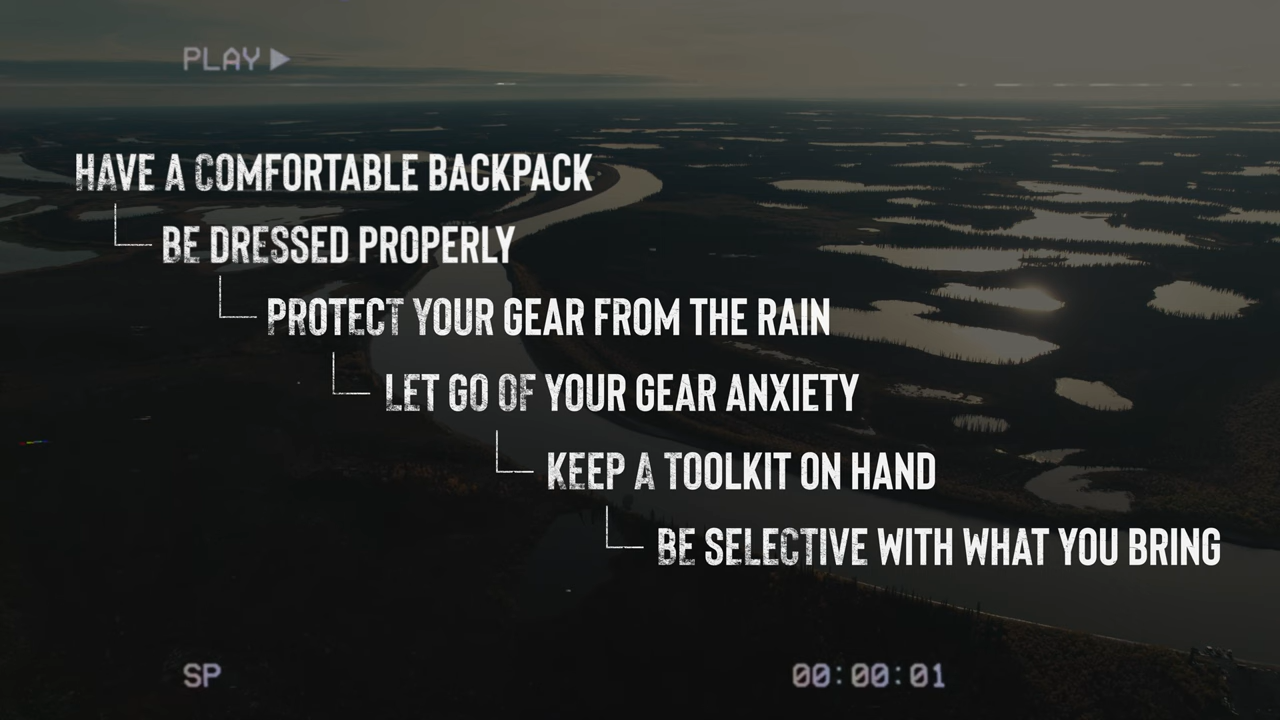 PLAY ▶
HAVE A COMFORTABLE BACKPACK
BE DRESSED PROPERLY
PROTECT YOUR GEAR FROM THE RAIN
LET GO OF YOUR GEAR ANXIETY
KEEP A TOOLKIT ON HAND
BE SELECTIVE WITH WHAT YOU BRING
SP
00:00:01